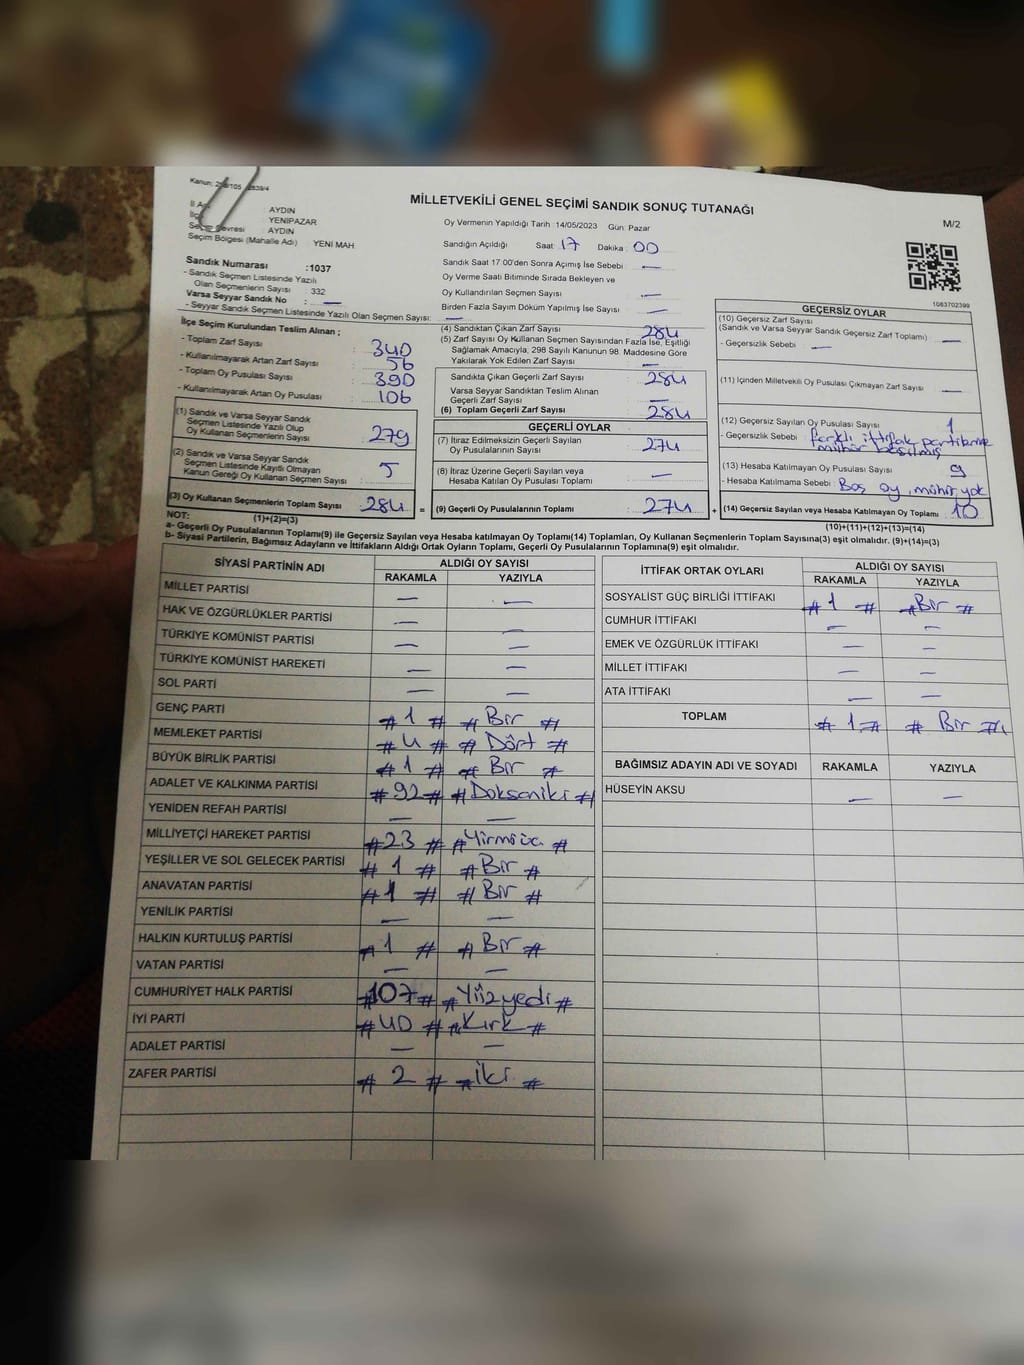 MİLLETVEKİLİ GENEL SEÇİMİ SANDIK SONUÇ TUTANAĞI
M/2
: AYDIN
: YENİPAZAR
: AYDIN
Seçim Bölgesi (Mahalle Adı) YENİ MAH
Sandık Numarası :1037
- Sandık Seçmen Listesinde Yazılı
Olan Seçmenlerin Sayısı : 332
Varsa Seyyar Sandık No : —
- Seyyar Sandık Seçmen Listesinde Yazılı Olan Seçmen Sayısı: —
İlçe Seçim Kurulundan Teslim Alınan ;
- Toplam Zarf Sayısı : 340
- Kullanılmayarak Artan Zarf Sayısı : 56
- Toplam Oy Pusulası Sayısı : 390
- Kullanılmayarak Artan Oy Pusulası : 106
(1) Sandık ve Varsa Seyyar Sandık
Seçmen Listesinde Yazılı Olup
Oy Kullanan Seçmenlerin Sayısı : 279
(2) Sandık ve Varsa Seyyar Sandık
Seçmen Listesinde Kayıtlı Olmayan
Kanun Gereği Oy Kullanan Seçmen Sayısı : 5
(3) Oy Kullanan Seçmenlerin Toplam Sayısı 284
(1)+(2)=(3)
Oy Vermenin Yapıldığı Tarih :14/05/2023 Gün: Pazar
Sandığın Açıldığı Saat: 17 Dakika : 00
Sandık Saat 17:00'den Sonra Açımış İse Sebebi : —
Oy Verme Saati Bitiminde Sırada Bekleyen ve
Oy Kullandırılan Seçmen Sayısı : —
Birden Fazla Sayım Döküm Yapılmış İse Sayısı : —
(4) Sandıktan Çıkan Zarf Sayısı : 284
(5) Zarf Sayısı Oy Kullanan Seçmen Sayısından Fazla İse, Eşitliği
Sağlamak Amacıyla, 298 Sayılı Kanunun 98. Maddesine Göre
Yakılarak Yok Edilen Zarf Sayısı : —
Sandıkta Çıkan Geçerli Zarf Sayısı : 284
Varsa Seyyar Sandıktan Teslim Alınan
Geçerli Zarf Sayısı : —
(6) Toplam Geçerli Zarf Sayısı : 284
GEÇERLİ OYLAR
(7) İtiraz Edilmeksizin Geçerli Sayılan
Oy Pusulalarının Sayısı : 274
(8) İtiraz Üzerine Geçerli Sayılan veya
Hesaba Katılan Oy Pusulası Toplamı : —
= (9) Geçerli Oy Pusulalarının Toplamı : 274 +
1083702399
GEÇERSİZ OYLAR
(10) Geçersiz Zarf Sayısı
(Sandık ve Varsa Seyyar Sandık Geçersiz Zarf Toplamı) : —
- Geçersizlik Sebebi : —
(11) İçinden Milletvekili Oy Pusulası Çıkmayan Zarf Sayısı : —
(12) Geçersiz Sayılan Oy Pusulası Sayısı : 1
- Geçersizlik Sebebi : farklı ittifak partilerine
mühür basılmış
(13) Hesaba Katılmayan Oy Pusulası Sayısı : 9
- Hesaba Katılmama Sebebi : Boş oy, mühür yok
(14) Geçersiz Sayılan veya Hesaba Katılmayan Oy Toplamı : 10
(10)+(11)+(12)+(13)=(14)
NOT:
a- Geçerli Oy Pusulalarının Toplamı(9) ile Geçersiz Sayılan veya Hesaba katılmayan Oy Toplamı(14) Toplamları, Oy Kullanan Seçmenlerin Toplam Sayısına(3) eşit olmalıdır. (9)+(14)=(3)
b- Siyasi Partilerin, Bağımsız Adayların ve İttifakların Aldığı Ortak Oyların Toplamı, Geçerli Oy Pusulalarının Toplamına(9) eşit olmalıdır.
SİYASİ PARTİNİN ADI ALDIĞI OY SAYISI
RAKAMLA YAZIYLA
MİLLET PARTİSİ — —
HAK VE ÖZGÜRLÜKLER PARTİSİ — —
TÜRKİYE KOMÜNİST PARTİSİ — —
TÜRKİYE KOMÜNİST HAREKETİ — —
SOL PARTİ — —
GENÇ PARTİ # 1 # # Bir #
MEMLEKET PARTİSİ # 4 # # Dört #
BÜYÜK BİRLİK PARTİSİ # 1 # # Bir #
ADALET VE KALKINMA PARTİSİ # 92 # # Doksaniki #
YENİDEN REFAH PARTİSİ — —
MİLLİYETÇİ HAREKET PARTİSİ # 23 # # Yirmiüç #
YEŞİLLER VE SOL GELECEK PARTİSİ # 1 # # Bir #
ANAVATAN PARTİSİ # 1 # # Bir #
YENİLİK PARTİSİ — —
HALKIN KURTULUŞ PARTİSİ # 1 # # Bir #
VATAN PARTİSİ — —
CUMHURİYET HALK PARTİSİ # 107 # # Yüzyedi #
İYİ PARTİ # 40 # # Kırk #
ADALET PARTİSİ — —
ZAFER PARTİSİ # 2 # # iki #
İTTİFAK ORTAK OYLARI ALDIĞI OY SAYISI
RAKAMLA YAZIYLA
SOSYALİST GÜÇ BİRLİĞİ İTTİFAKI # 1 # # Bir #
CUMHUR İTTİFAKI — —
EMEK VE ÖZGÜRLÜK İTTİFAKI — —
MİLLET İTTİFAKI — —
ATA İTTİFAKI — —
TOPLAM # 1 # # Bir #
BAĞIMSIZ ADAYIN ADI VE SOYADI RAKAMLA YAZIYLA
HÜSEYİN AKSU — —